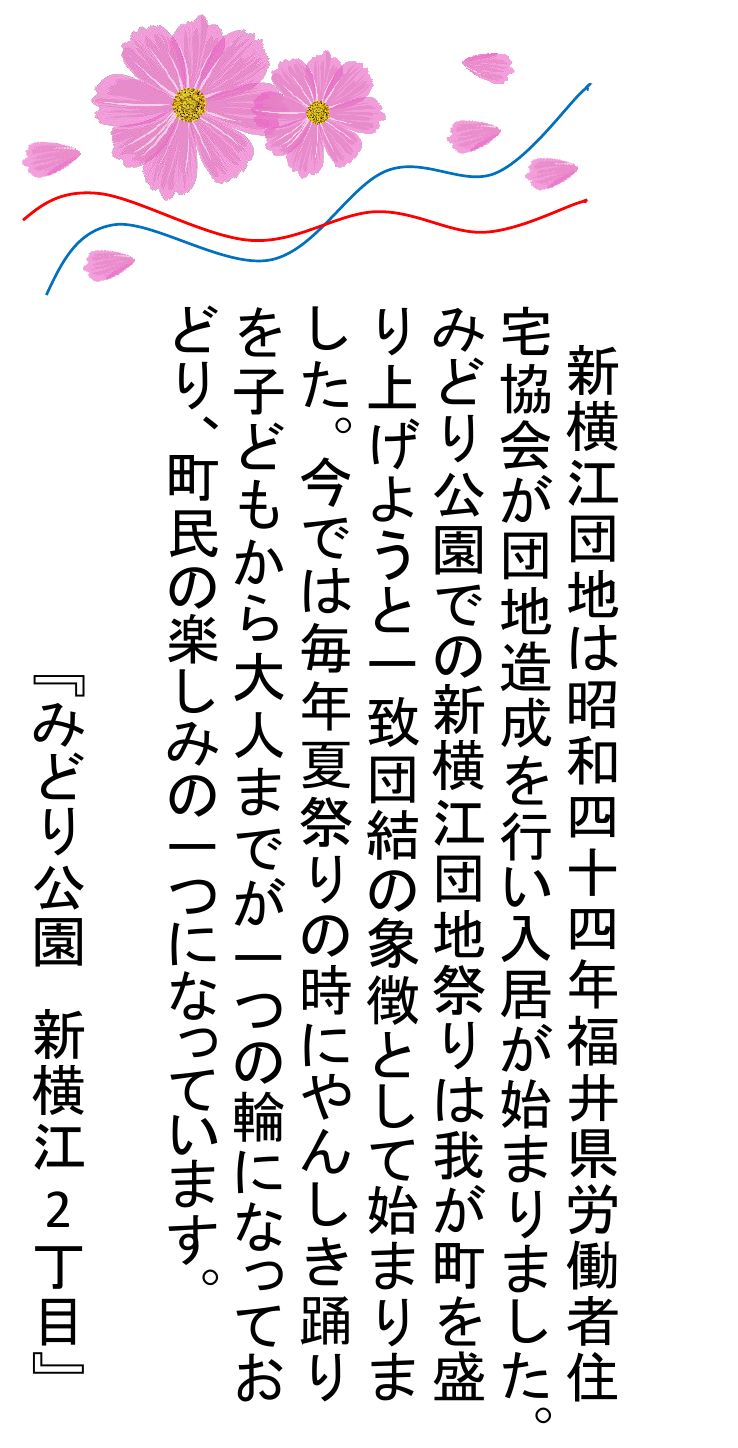 新横江団地は昭和四十四年福井県労働者住
宅協会が団地造成を行い入居が始まりました。
みどり公園での新横江団地祭りは我が町を盛
り上げようと一致団結の象徴として始まりま
した。今では毎年夏祭りの時にやんしき踊り
を子どもから大人までが一つの輪になってお
どり、町民の楽しみの一つになっています。
『みどり公園　新横江2丁目』